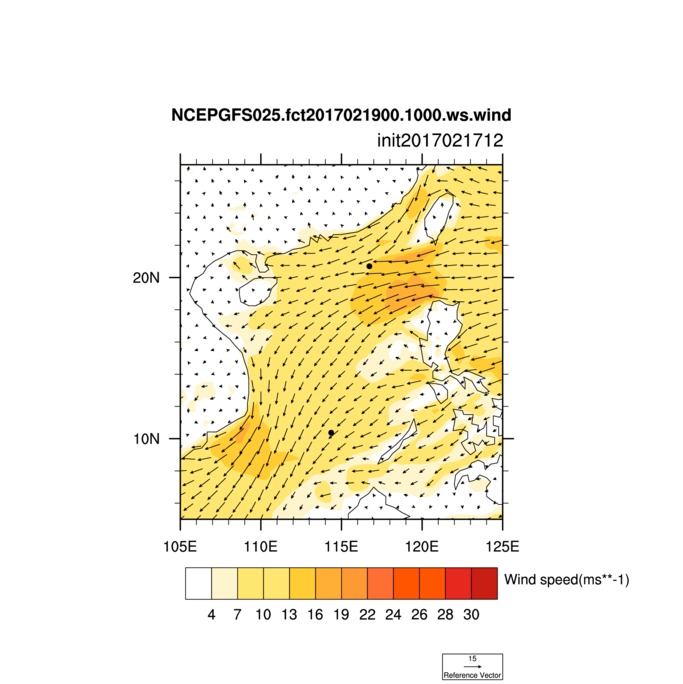 NCEPGFS025.fct2017021900.1000.ws.wind
init2017021712
20N
10N
105E 110E 115E 120E 125E
Wind speed(ms**-1)
4 7 10 13 16 19 22 24 26 28 30
15
Reference Vector